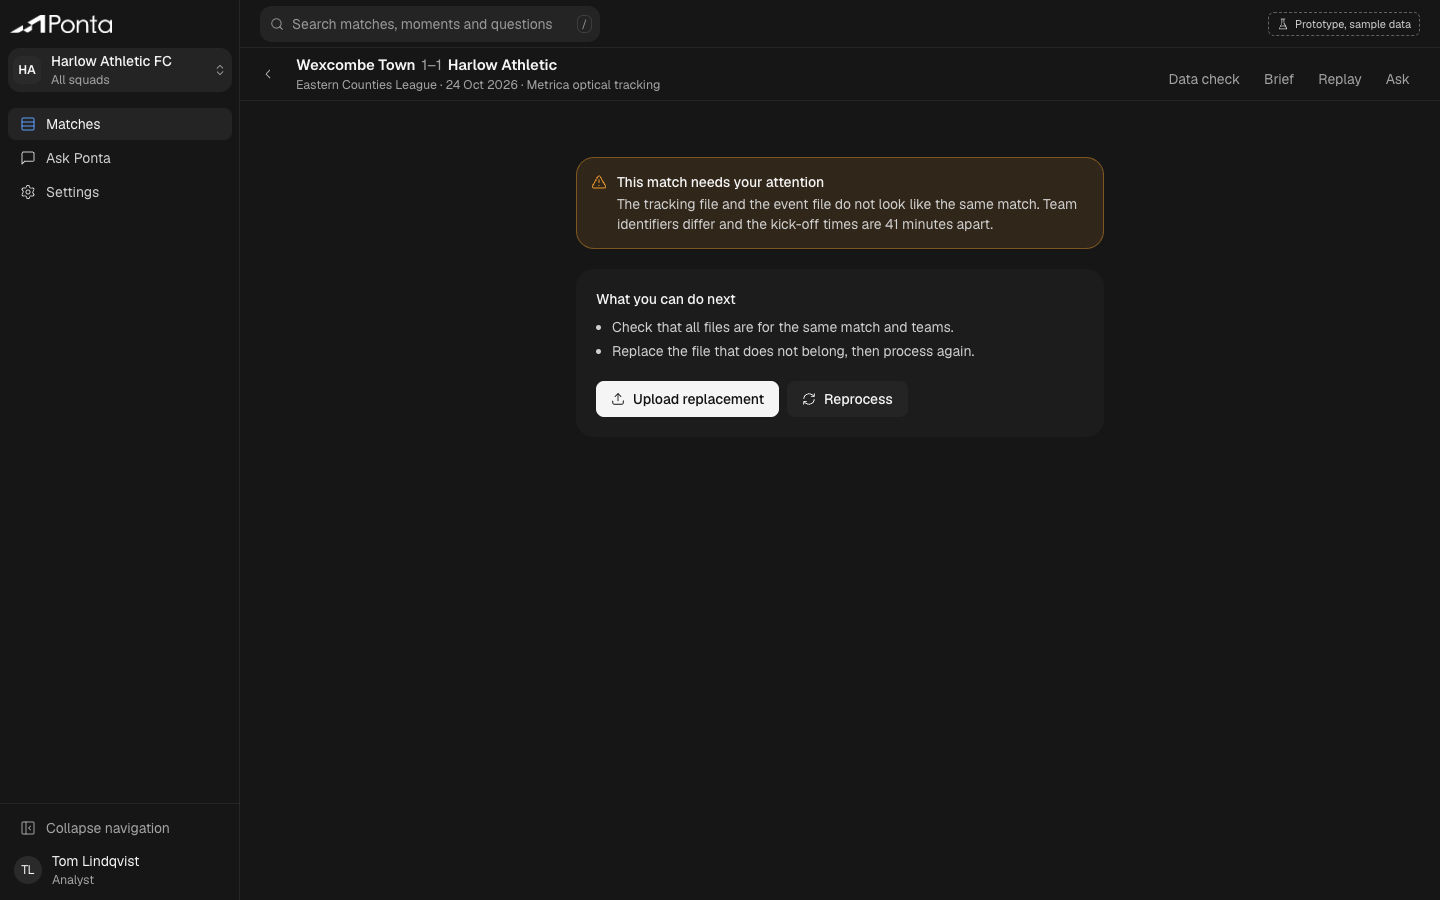 Ponta
HA
Harlow Athletic FC
All squads
Matches
Ask Ponta
Settings
Collapse navigation
TL
Tom Lindqvist
Analyst
Search matches, moments and questions
/
Prototype, sample data
Wexcombe Town 1–1 Harlow Athletic
Eastern Counties League · 24 Oct 2026 · Metrica optical tracking
Data check
Brief
Replay
Ask
This match needs your attention
The tracking file and the event file do not look like the same match. Team
identifiers differ and the kick-off times are 41 minutes apart.
What you can do next
• Check that all files are for the same match and teams.
• Replace the file that does not belong, then process again.
Upload replacement
Reprocess